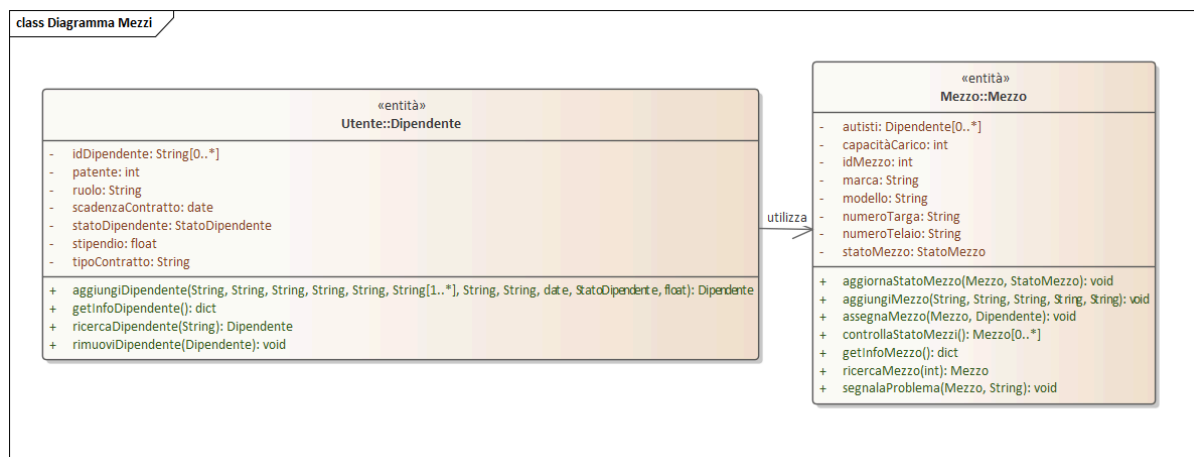 class Diagramma Mezzi
«entità»
Utente::Dipendente
- idDipendente: String[0..*]
- patente: int
- ruolo: String
- scadenzaContratto: date
- statoDipendente: StatoDipendente
- stipendio: float
- tipoContratto: String
+ aggiungiDipendente(String, String, String, String, String, String[1..*], String, String, date, StatoDipendente, float): Dipendente
+ getInfoDipendente(): dict
+ ricercaDipendente(String): Dipendente
+ rimuoviDipendente(Dipendente): void
utilizza
«entità»
Mezzo::Mezzo
- autisti: Dipendente[0..*]
- capacitàCarico: int
- idMezzo: int
- marca: String
- modello: String
- numeroTarga: String
- numeroTelaio: String
- statoMezzo: StatoMezzo
+ aggiornaStatoMezzo(Mezzo, StatoMezzo): void
+ aggiungiMezzo(String, String, String, String, String): void
+ assegnaMezzo(Mezzo, Dipendente): void
+ controllaStatoMezzi(): Mezzo[0..*]
+ getInfoMezzo(): dict
+ ricercaMezzo(int): Mezzo
+ segnalaProblema(Mezzo, String): void